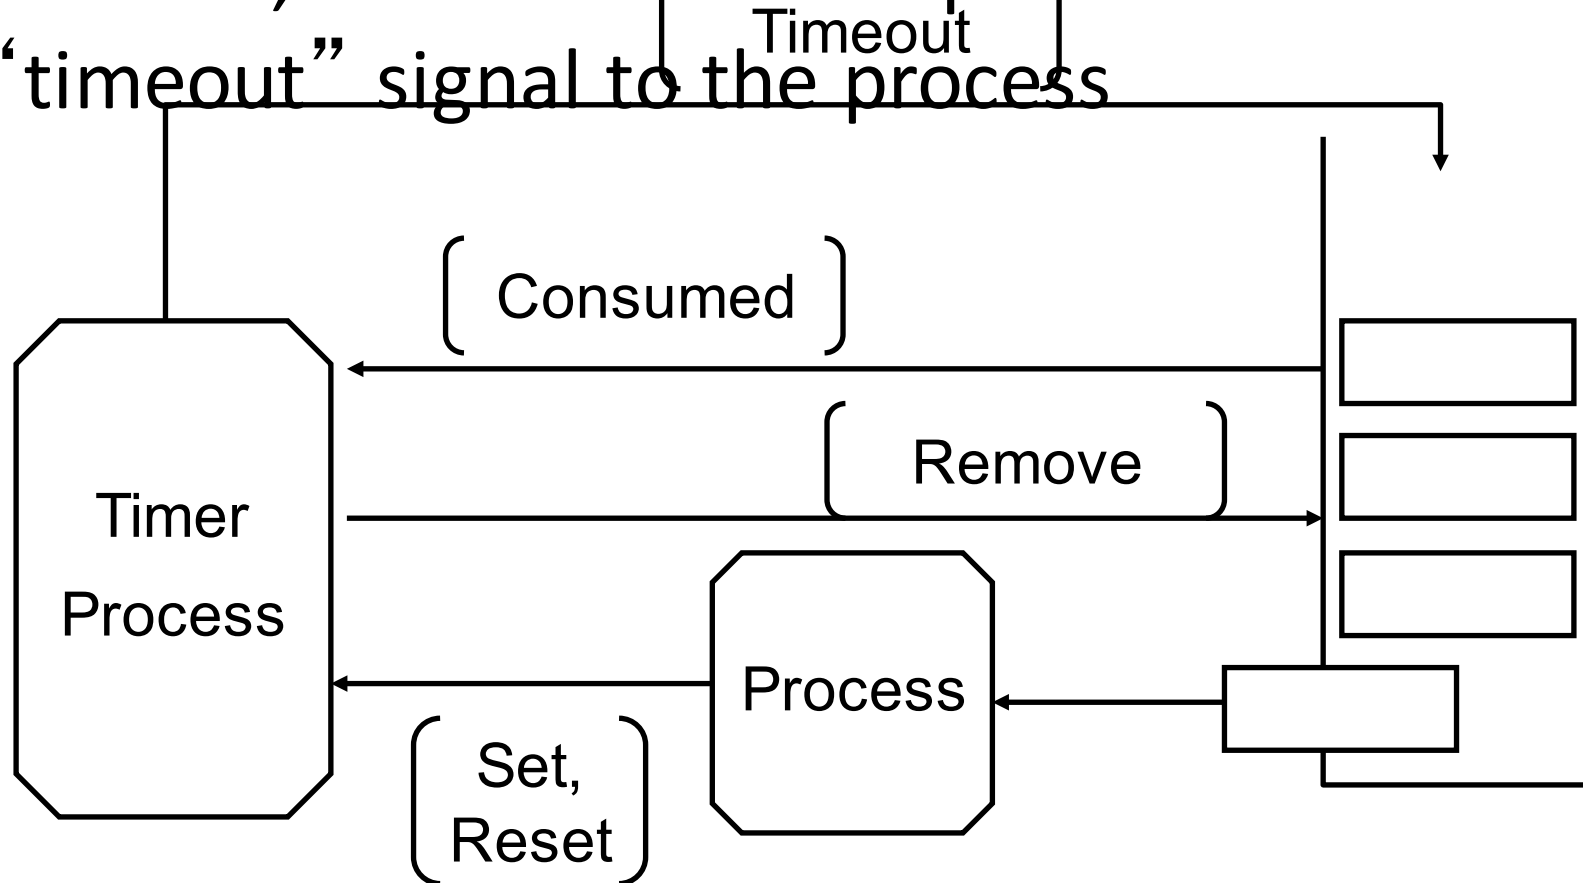 Timeout
“timeout” signal to the process
Consumed
Remove
Timer
Process
Process
Set,
Reset